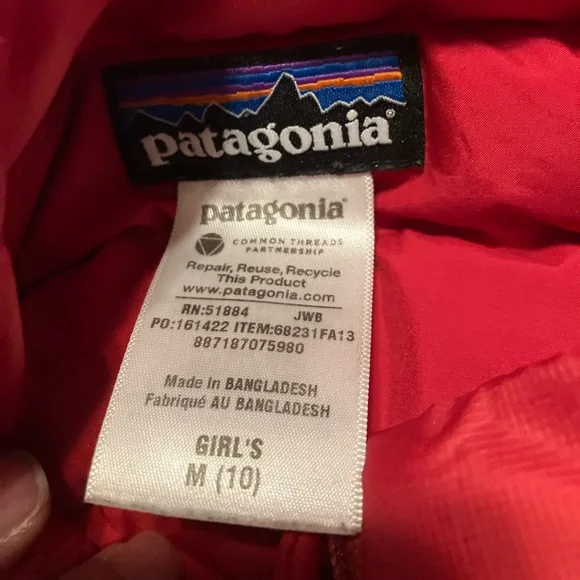 patagonia®
patagonia®
COMMON THREADS
PARTNERSHIP
Repair, Reuse, Recycle
This Product
www.patagonia.com
RN:51884 JWB
PO:161422 ITEM:68231FA13
887187075980
Made in BANGLADESH
Fabriqué AU BANGLADESH
GIRL'S
M (10)